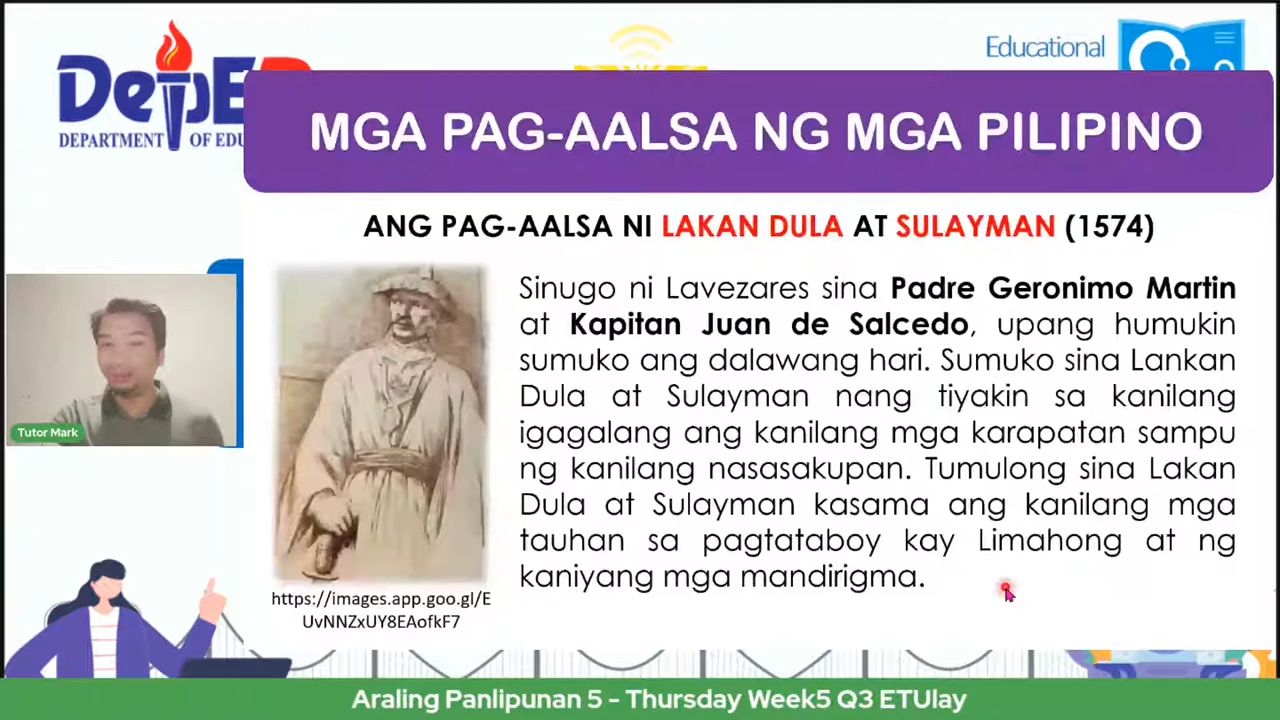 DepED
DEPARTMENT OF EDU
Educational
MGA PAG-AALSA NG MGA PILIPINO
ANG PAG-AALSA NI LAKAN DULA AT SULAYMAN (1574)
Sinugo ni Lavezares sina Padre Geronimo Martin
at Kapitan Juan de Salcedo, upang humukin
sumuko ang dalawang hari. Sumuko sina Lankan
Dula at Sulayman nang tiyakin sa kanilang
igagalang ang kanilang mga karapatan sampu
ng kanilang nasasakupan. Tumulong sina Lakan
Dula at Sulayman kasama ang kanilang mga
tauhan sa pagtataboy kay Limahong at ng
kaniyang mga mandirigma.
Tutor Mark
https://images.app.goo.gl/E
UvNNZxUY8EAofkF7
Araling Panlipunan 5 - Thursday Week5 Q3 ETUlay